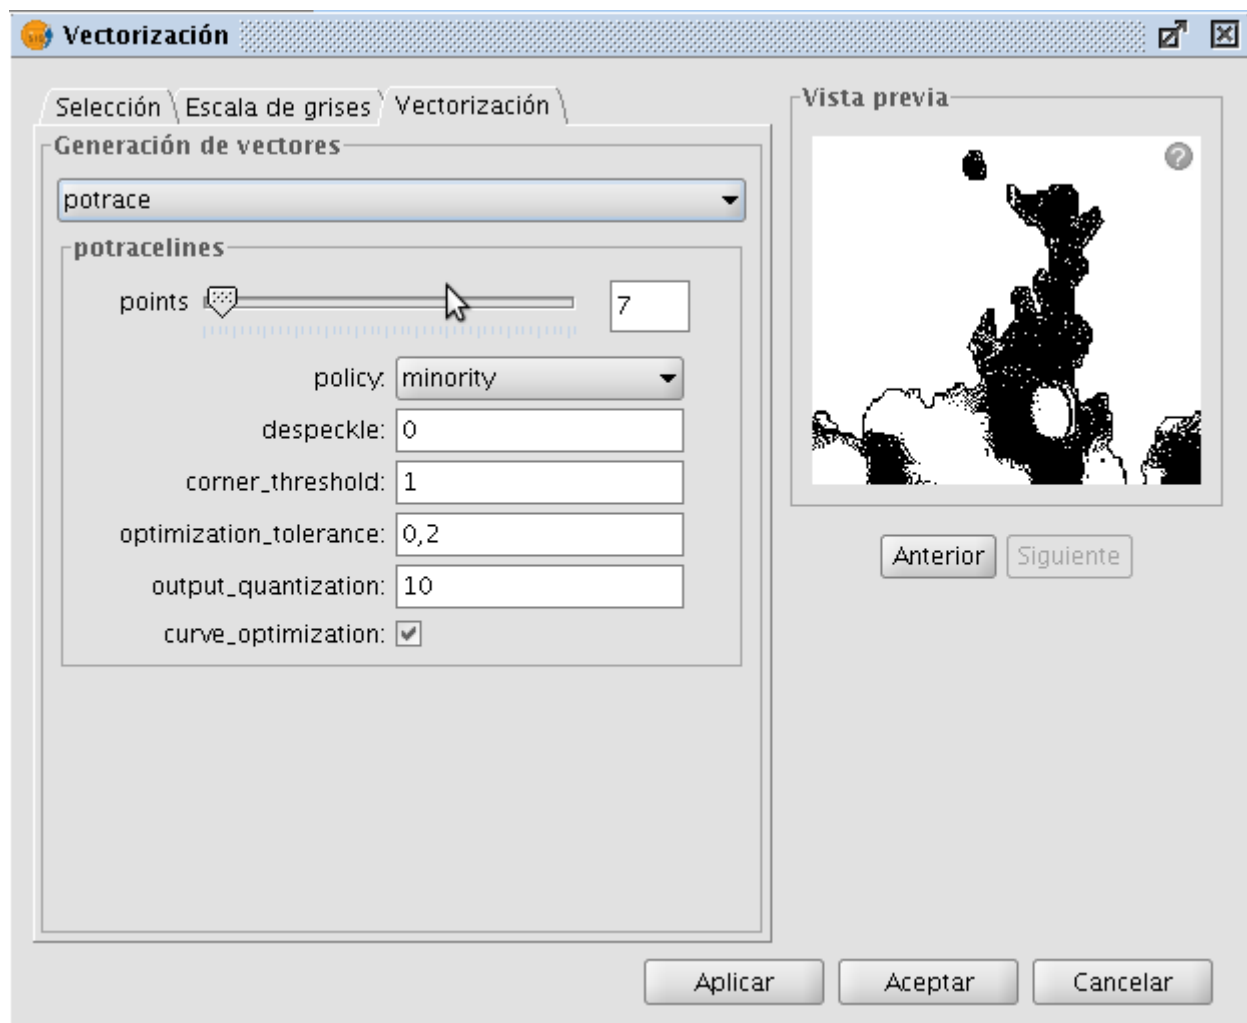 Vectorización
Selección Escala de grises Vectorización
Generación de vectores
potrace
potracelines
points 7
policy: minority
despeckle: 0
corner_threshold: 1
optimization_tolerance: 0,2
output_quantization: 10
curve_optimization:
Vista previa
?
Anterior Siguiente
Aplicar Aceptar Cancelar